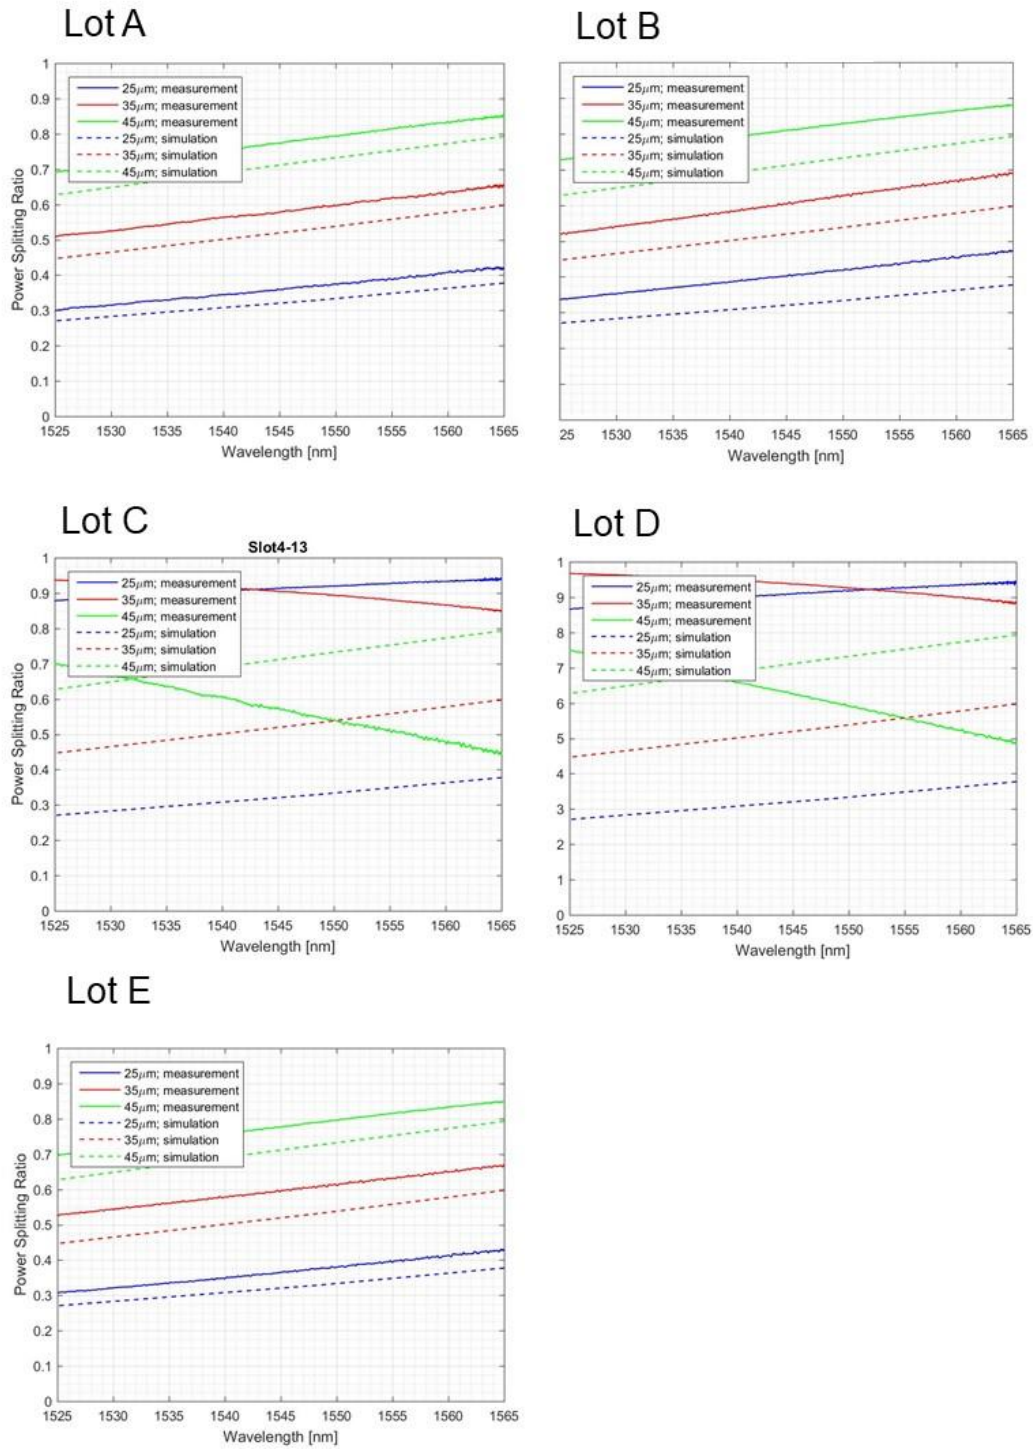 Lot A
1
0.9
0.8
0.7
0.6
0.5
0.4
0.3
0.2
0.1
0
Power Splitting Ratio
25μm; measurement
35μm; measurement
45μm; measurement
25μm; simulation
35μm; simulation
45μm; simulation
1525 1530 1535 1540 1545 1550 1555 1560 1565
Wavelength [nm]
Lot B
25μm; measurement
35μm; measurement
45μm; measurement
25μm; simulation
35μm; simulation
45μm; simulation
25 1530 1535 1540 1545 1550 1555 1560 1565
Wavelength [nm]
Lot C
Slot4-13
1
0.9
0.8
0.7
0.6
0.5
0.4
0.3
0.2
0.1
0
Power Splitting Ratio
25μm; measurement
35μm; measurement
45μm; measurement
25μm; simulation
35μm; simulation
45μm; simulation
1525 1530 1535 1540 1545 1550 1555 1560 1565
Wavelength [nm]
Lot D
1
9
8
7
6
5
4
3
2
1
0
25μm; measurement
35μm; measurement
45μm; measurement
25μm; simulation
35μm; simulation
45μm; simulation
1525 1530 1535 1540 1545 1550 1555 1560 1565
Wavelength [nm]
Lot E
1
0.9
0.8
0.7
0.6
0.5
0.4
0.3
0.2
0.1
0
Power Splitting Ratio
25μm; measurement
35μm; measurement
45μm; measurement
25μm; simulation
35μm; simulation
45μm; simulation
1525 1530 1535 1540 1545 1550 1555 1560 1565
Wavelength [nm]